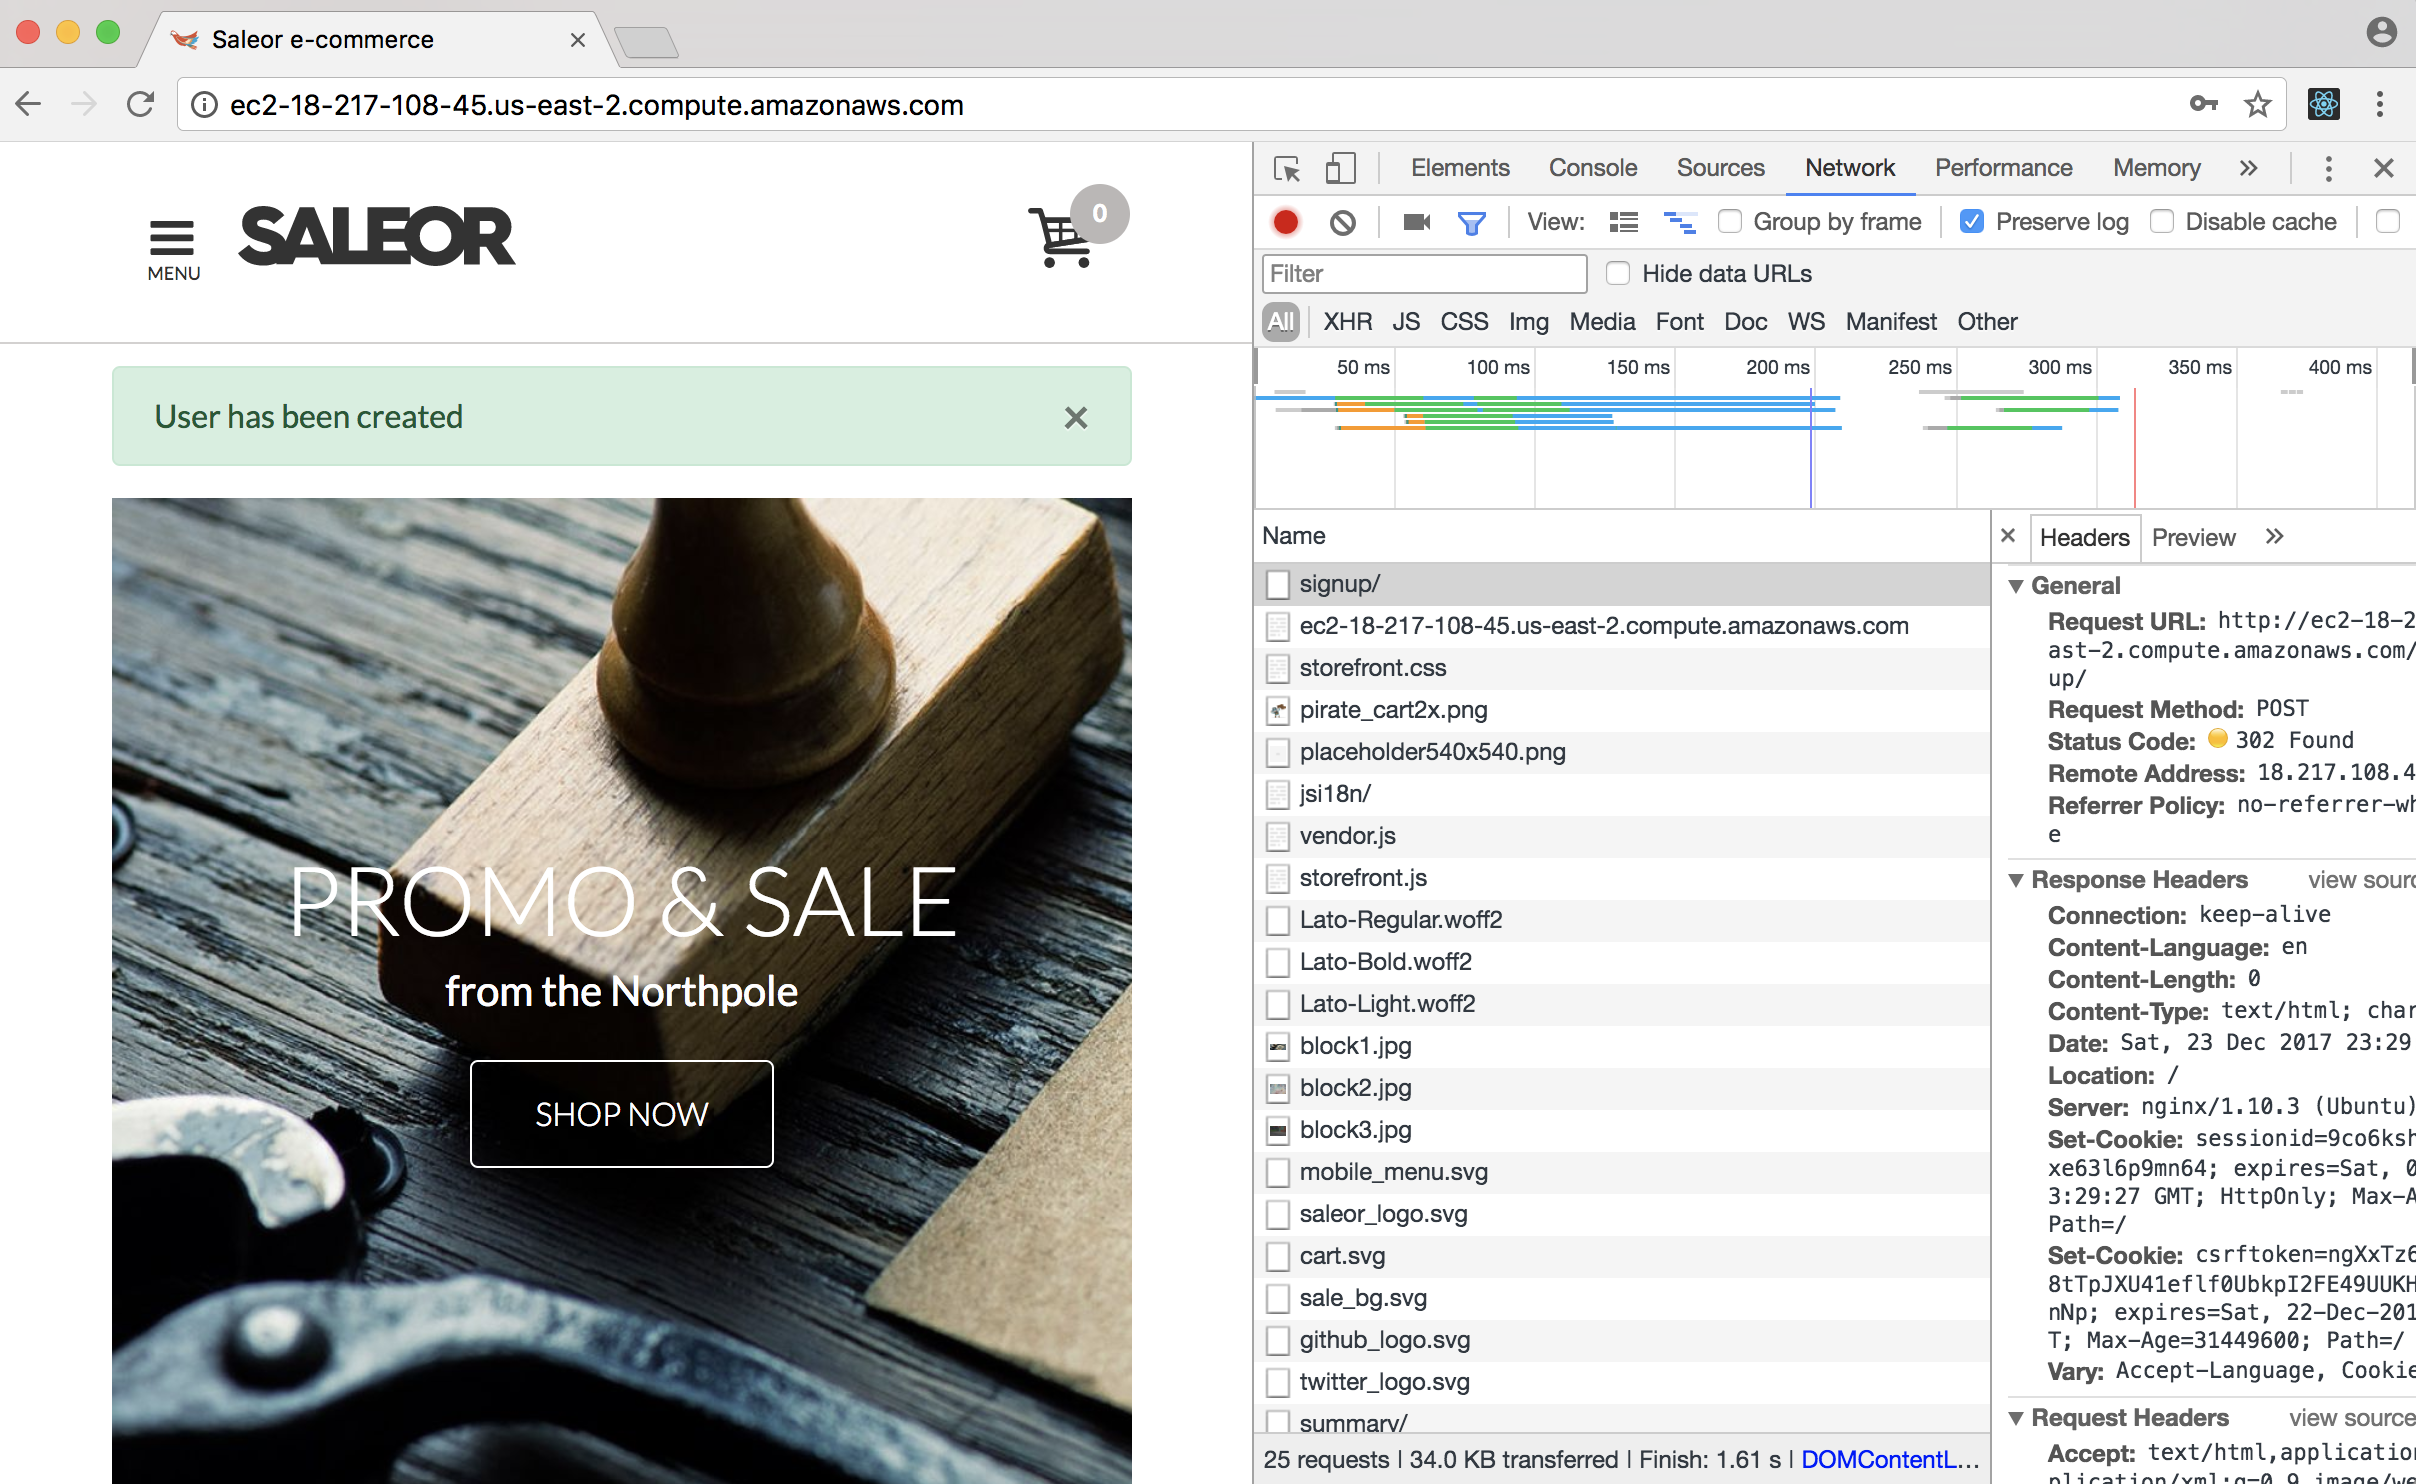 Saleor e-commerce
ec2-18-217-108-45.us-east-2.compute.amazonaws.com
MENU
SALEOR
0
User has been created
PROMO & SALE
from the Northpole
SHOP NOW
Elements Console Sources Network Performance Memory
View: Group by frame Preserve log Disable cache
Filter Hide data URLs
All XHR JS CSS Img Media Font Doc WS Manifest Other
50 ms 100 ms 150 ms 200 ms 250 ms 300 ms 350 ms 400 ms
Name
signup/
ec2-18-217-108-45.us-east-2.compute.amazonaws.com
storefront.css
pirate_cart2x.png
placeholder540x540.png
jsi18n/
vendor.js
storefront.js
Lato-Regular.woff2
Lato-Bold.woff2
Lato-Light.woff2
block1.jpg
block2.jpg
block3.jpg
mobile_menu.svg
saleor_logo.svg
cart.svg
sale_bg.svg
github_logo.svg
twitter_logo.svg
summary/
25 requests | 34.0 KB transferred | Finish: 1.61 s | DOMContentL...
Headers Preview
General
Request URL: http://ec2-18-2
ast-2.compute.amazonaws.com/
up/
Request Method: POST
Status Code: 302 Found
Remote Address: 18.217.108.4
Referrer Policy: no-referrer-wh
e
Response Headers view sourc
Connection: keep-alive
Content-Language: en
Content-Length: 0
Content-Type: text/html; char
Date: Sat, 23 Dec 2017 23:29
Location: /
Server: nginx/1.10.3 (Ubuntu)
Set-Cookie: sessionid=9co6ksh
xe63l6p9mn64; expires=Sat, 0
3:29:27 GMT; HttpOnly; Max-A
Path=/
Set-Cookie: csrftoken=ngXxTz6
8tTpJXU41eflf0UbkpI2FE49UUKH
nNp; expires=Sat, 22-Dec-201
T; Max-Age=31449600; Path=/
Vary: Accept-Language, Cookie
Request Headers view source
Accept: text/html,application
plication/xml;q=0.9,image/we